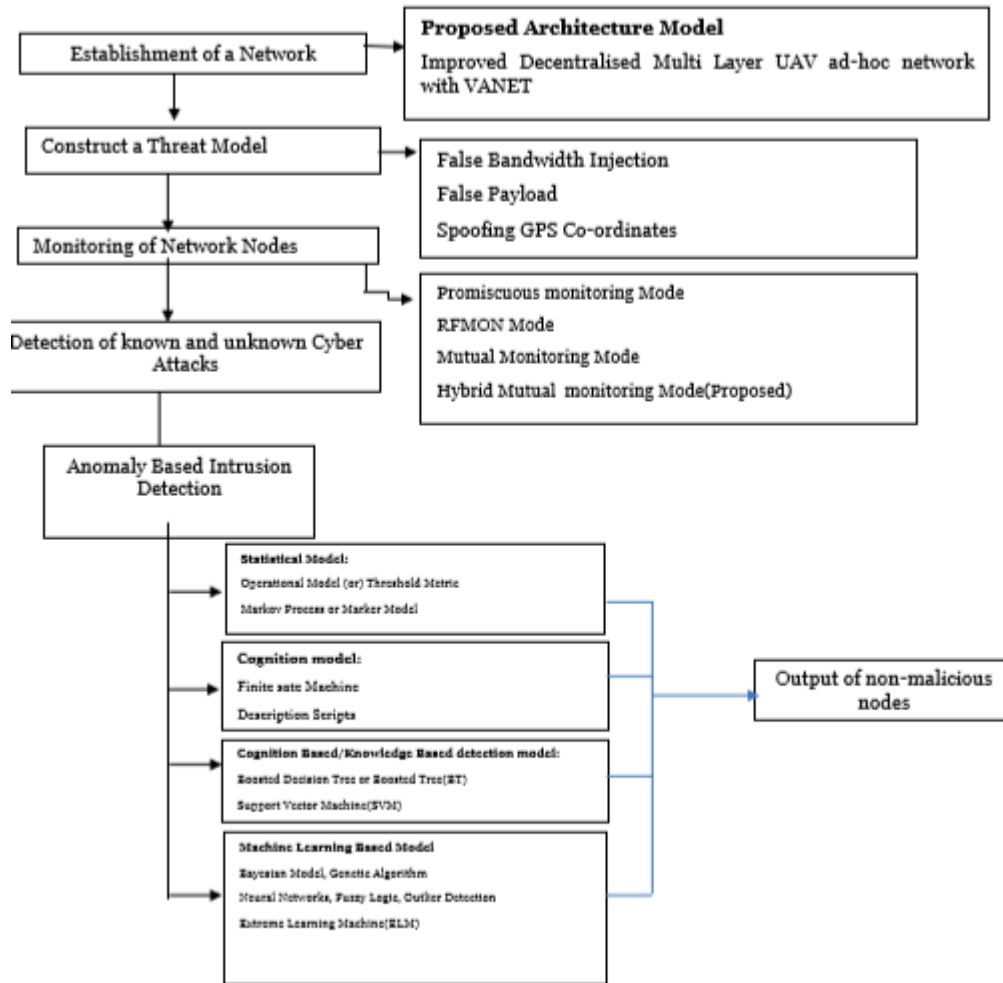 Establishment of a Network
Proposed Architecture Model
Improved Decentralised Multi Layer UAV ad-hoc network
with VANET
Construct a Threat Model
False Bandwidth Injection
False Payload
Spoofing GPS Co-ordinates
Monitoring of Network Nodes
Promiscuous monitoring Mode
RFMON Mode
Mutual Monitoring Mode
Hybrid Mutual monitoring Mode(Proposed)
Detection of known and unknown Cyber
Attacks
Anomaly Based Intrusion
Detection
Statistical Model:
Operational Model (or) Threshold Metric
Markov Process or Marker Model
Cognition model:
Finite sate Machine
Description Scripts
Cognition Based/Knowledge Based detection model:
Boosted Decision Tree or Boosted Tree(BT)
Support Vector Machine(SVM)
Machine Learning Based Model
Bayesian Model, Genetic Algorithm
Neural Networks, Fuzzy Logic, Outlier Detection
Extreme Learning Machine(ELM)
Output of non-malicious
nodes